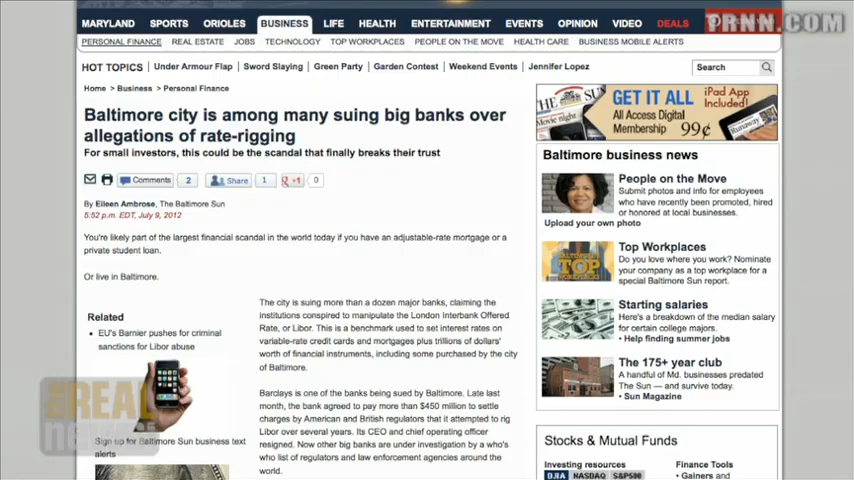 TRNN.COM
MARYLAND SPORTS ORIOLES BUSINESS LIFE HEALTH ENTERTAINMENT EVENTS OPINION VIDEO DEALS
PERSONAL FINANCE REAL ESTATE JOBS TECHNOLOGY TOP WORKPLACES PEOPLE ON THE MOVE HEALTH CARE BUSINESS MOBILE ALERTS
HOT TOPICS Under Armour Flap Sword Slaying Green Party Garden Contest Weekend Events Jennifer Lopez
Search
Home > Business > Personal Finance
Baltimore city is among many suing big banks over
allegations of rate-rigging
For small investors, this could be the scandal that finally breaks their trust
Comments 2 Share 1 +1 0
By Eileen Ambrose, The Baltimore Sun
5:52 p.m. EDT, July 9, 2012
You're likely part of the largest financial scandal in the world today if you have an adjustable-rate mortgage or a
private student loan.
Or live in Baltimore.
Related
EU's Barnier pushes for criminal
sanctions for Libor abuse
Sign up for Baltimore Sun business text
alerts
The city is suing more than a dozen major banks, claiming the
institutions conspired to manipulate the London Interbank Offered
Rate, or Libor. This is a benchmark used to set interest rates on
variable-rate credit cards and mortgages plus trillions of dollars'
worth of financial instruments, including some purchased by the city
of Baltimore.
Barclays is one of the banks being sued by Baltimore. Late last
month, the bank agreed to pay more than $450 million to settle
charges by American and British regulators that it attempted to rig
Libor over several years. Its CEO and chief operating officer
resigned. Now other big banks are under investigation by a who's
who list of regulators and law enforcement agencies around the
world.
THE SUN
Movie night
GET IT ALL
All Access Digital
Membership 99¢
iPad App
Included!
Runaway
Baltimore business news
People on the Move
Submit photos and info for employees
who have recently been promoted, hired
or honored at local businesses.
Upload your own photo
TOP
Top Workplaces
Do you love where you work? Nominate
your company as a top workplace for a
special Baltimore Sun report.
Starting salaries
Here's a breakdown of the median salary
for certain college majors.
• Help finding summer jobs
The 175+ year club
A handful of Md. businesses predated
The Sun — and survive today.
• Sun Magazine
Stocks & Mutual Funds
Investing resources
DJIA NASDAQ S&P500
Finance Tools
• Gainers and
THE REAL
news